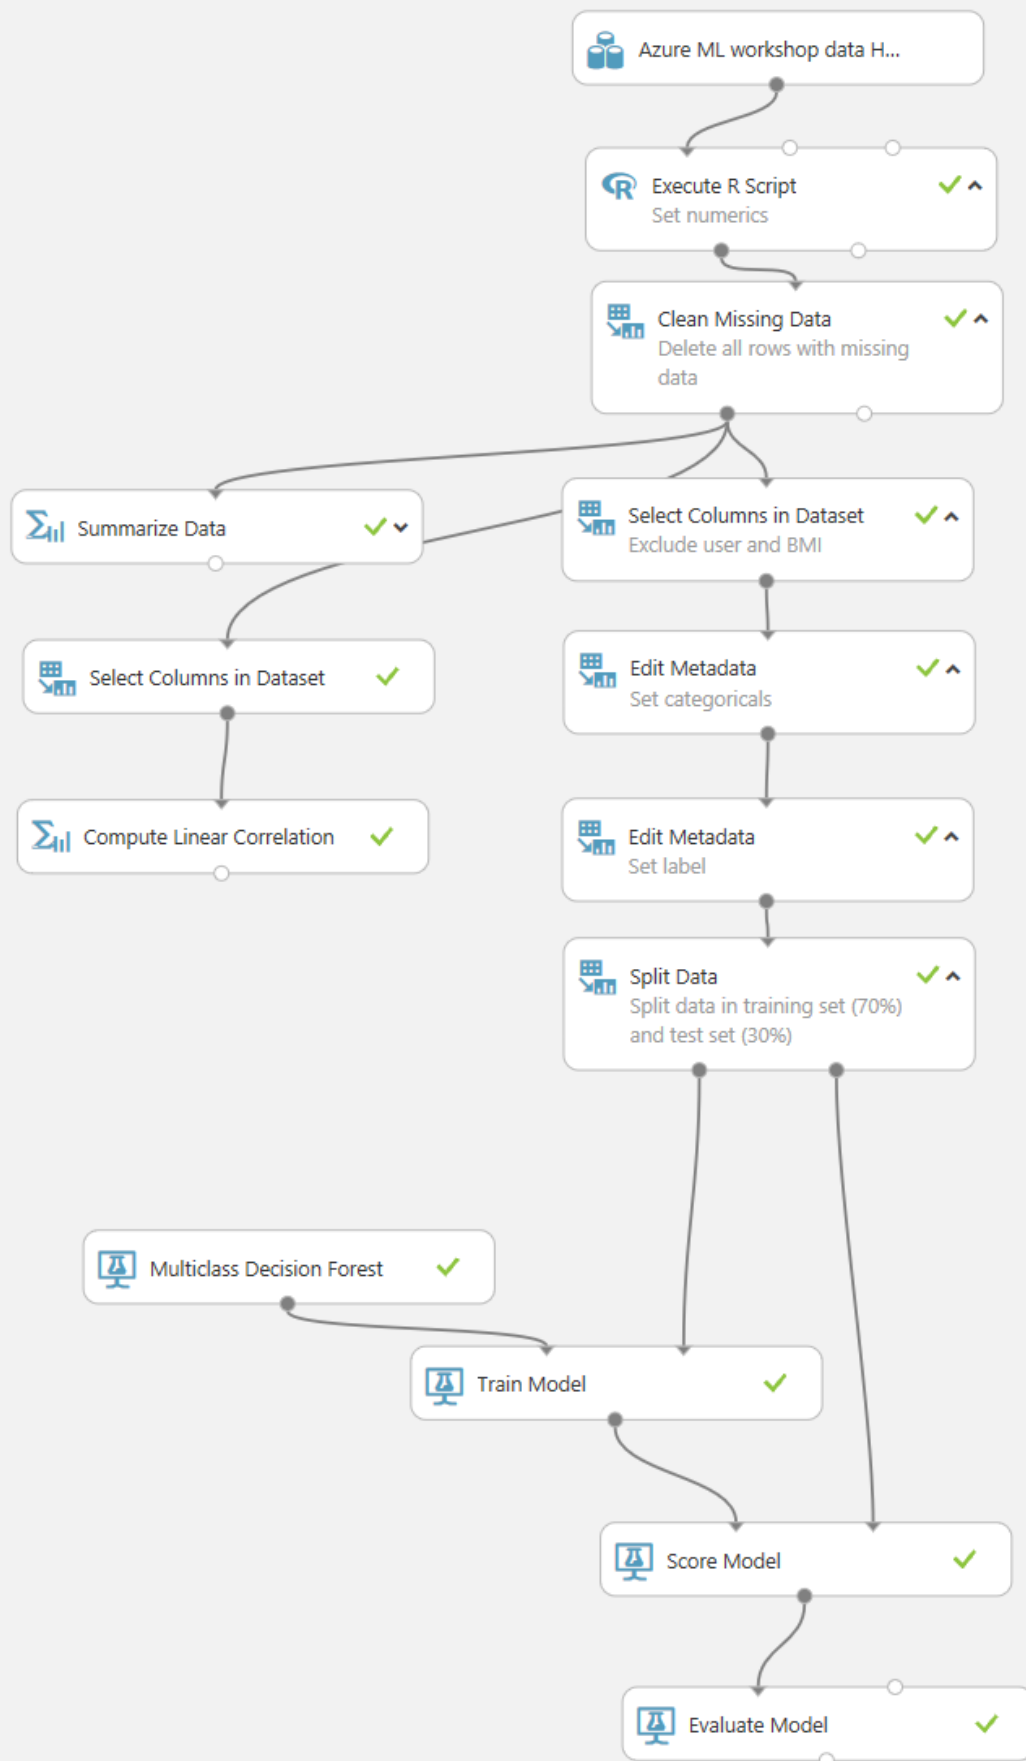 Azure ML workshop data H...
Execute R Script
Set numerics
Clean Missing Data
Delete all rows with missing
data
Summarize Data
Select Columns in Dataset
Exclude user and BMI
Edit Metadata
Set categoricals
Select Columns in Dataset
Compute Linear Correlation
Edit Metadata
Set label
Split Data
Split data in training set (70%)
and test set (30%)
Multiclass Decision Forest
Train Model
Score Model
Evaluate Model